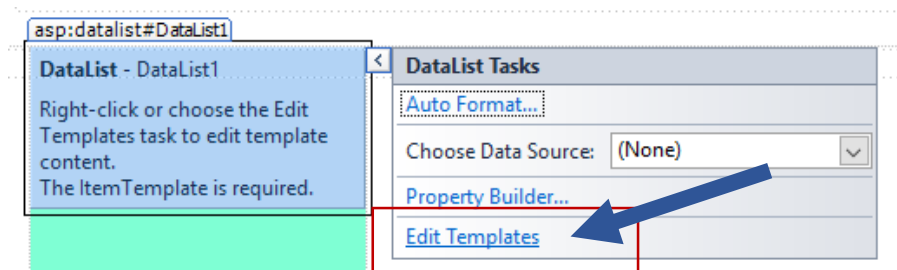 asp:datalist#DataList1
DataList - DataList1
Right-click or choose the Edit
Templates task to edit template
content.
The ItemTemplate is required.
DataList Tasks
Auto Format...
Choose Data Source: (None)
Property Builder...
Edit Templates